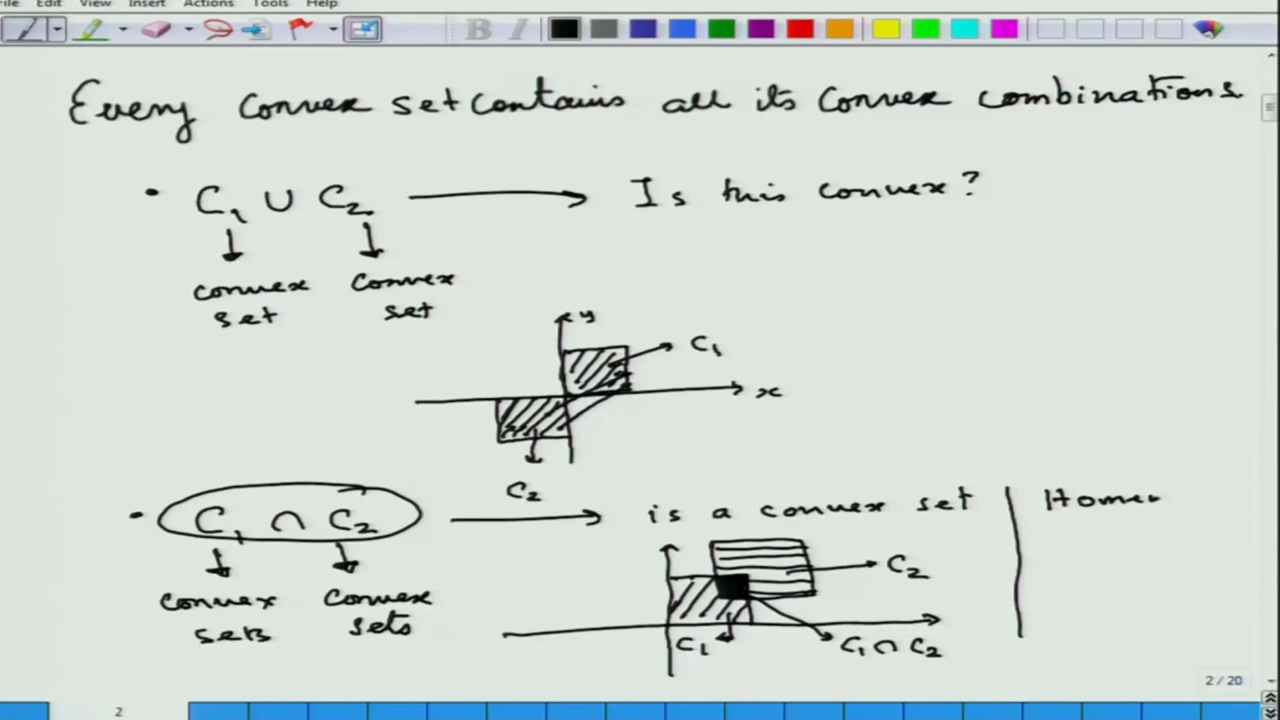 File Edit View Insert Actions Tools Help
Every convex set contains all its convex combinations
• C₁ ∪ C₂ → Is this convex?
convex set convex set
y
C₁
x
C₂
• C₁ ∩ C₂ → is a convex set | Homew
C₂
convex sets convex sets
C₁ C₁ ∩ C₂
2 / 20
2